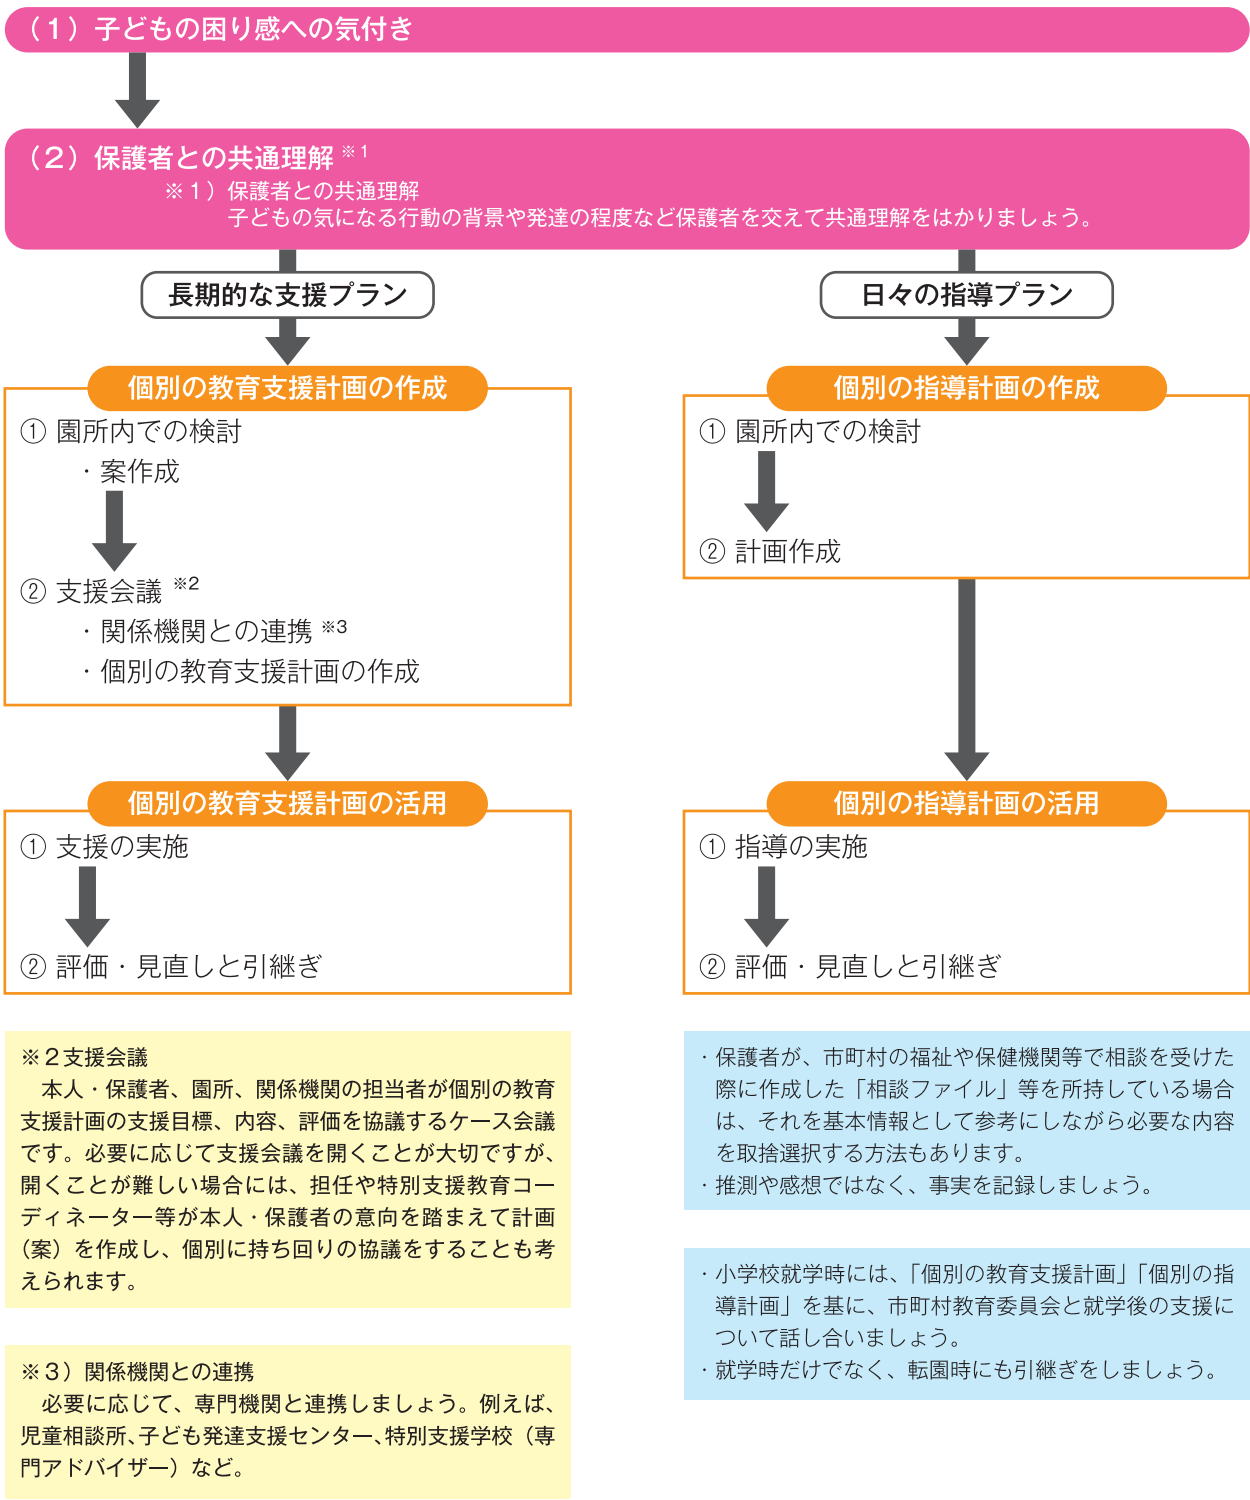 （１）子どもの困り感への気付き
（２）保護者との共通理解 ※１
※１）保護者との共通理解
子どもの気になる行動の背景や発達の程度など保護者を交えて共通理解をはかりましょう。
長期的な支援プラン
個別の教育支援計画の作成
① 園所内での検討
・案作成
② 支援会議 ※2
・関係機関との連携 ※3
・個別の教育支援計画の作成
個別の教育支援計画の活用
① 支援の実施
② 評価・見直しと引継ぎ
※２支援会議
本人・保護者、園所、関係機関の担当者が個別の教育
支援計画の支援目標、内容、評価を協議するケース会議
です。必要に応じて支援会議を開くことが大切ですが、
開くことが難しい場合には、担任や特別支援教育コー
ディネーター等が本人・保護者の意向を踏まえて計画
（案）を作成し、個別に持ち回りの協議をすることも考
えられます。
※３）関係機関との連携
必要に応じて、専門機関と連携しましょう。例えば、
児童相談所、子ども発達支援センター、特別支援学校（専
門アドバイザー）など。
日々の指導プラン
個別の指導計画の作成
① 園所内での検討
② 計画作成
個別の指導計画の活用
① 指導の実施
② 評価・見直しと引継ぎ
・保護者が、市町村の福祉や保健機関等で相談を受けた
際に作成した「相談ファイル」等を所持している場合
は、それを基本情報として参考にしながら必要な内容
を取捨選択する方法もあります。
・推測や感想ではなく、事実を記録しましょう。
・小学校就学時には、「個別の教育支援計画」「個別の指
導計画」を基に、市町村教育委員会と就学後の支援に
ついて話し合いましょう。
・就学時だけでなく、転園時にも引継ぎをしましょう。